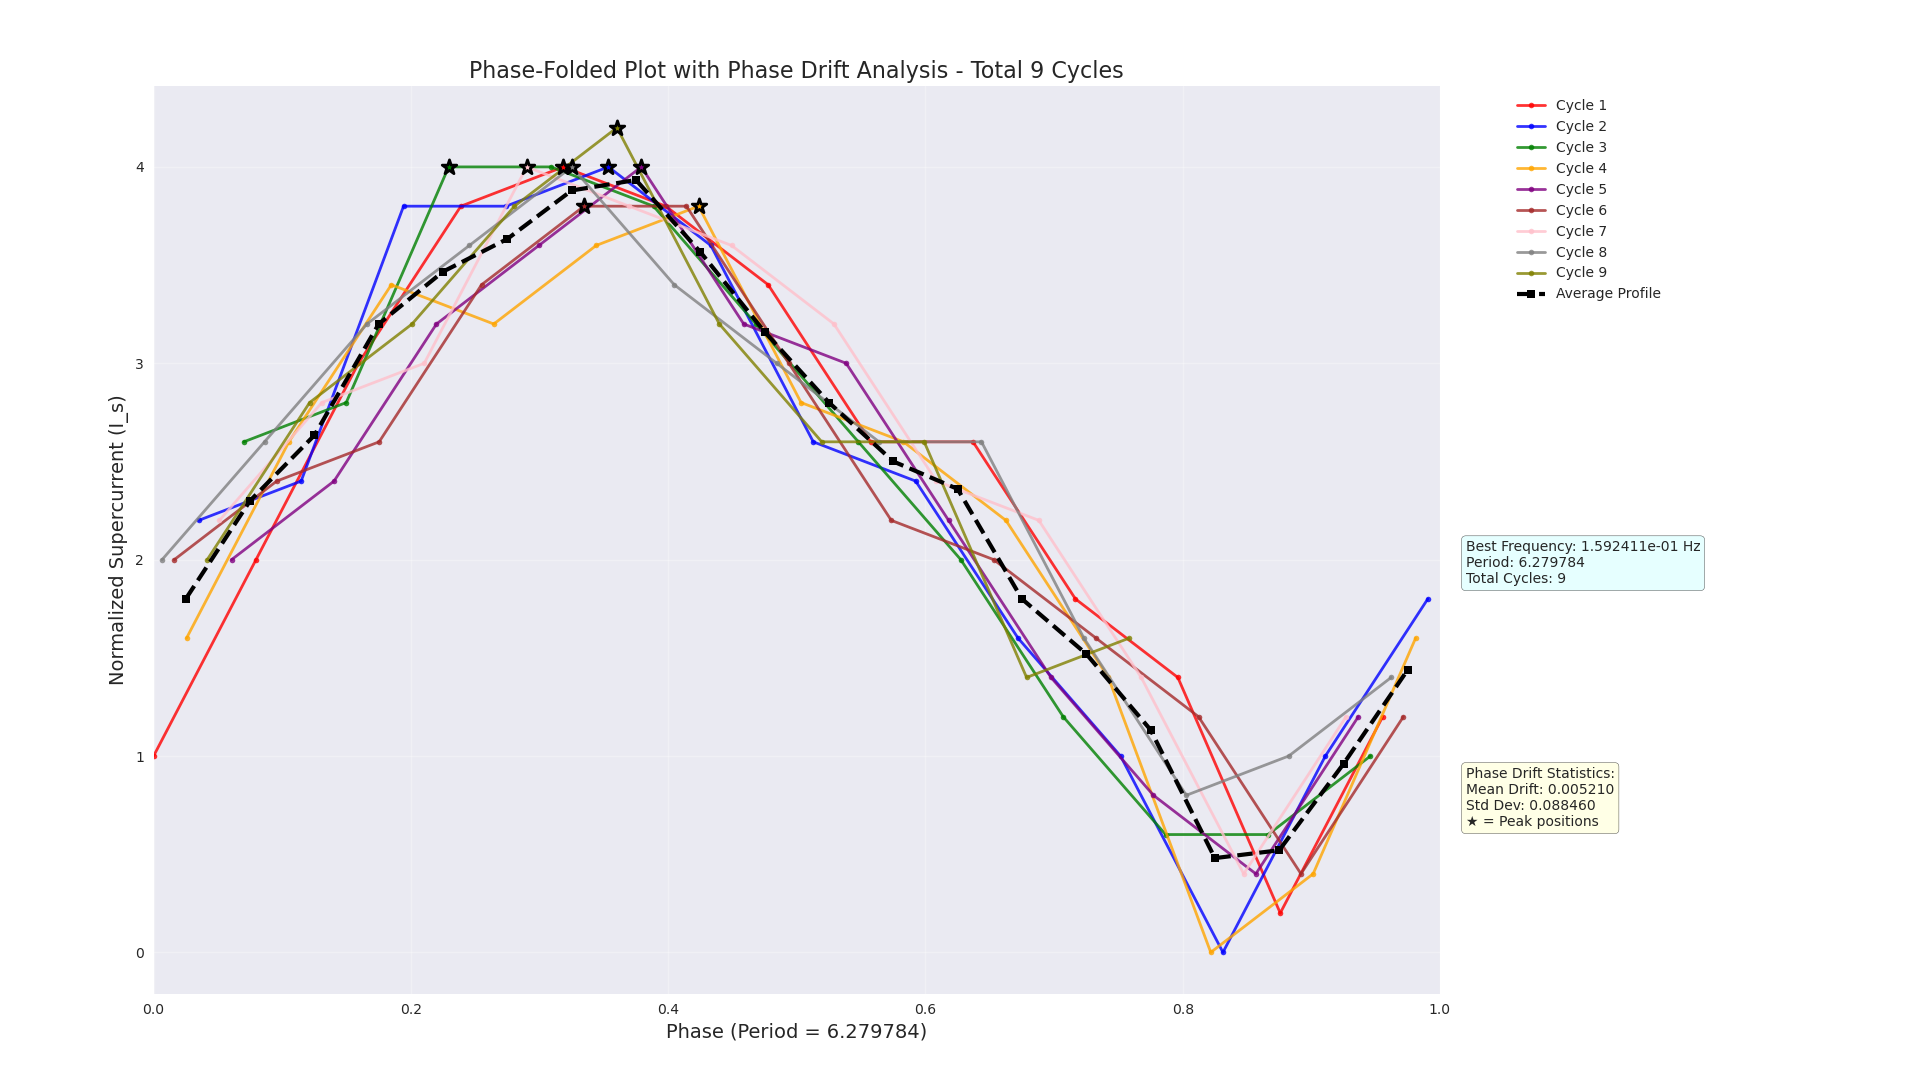 Phase-Folded Plot with Phase Drift Analysis - Total 9 Cycles
Normalized Supercurrent (I_s)
4
3
2
1
0
0.0
0.2
0.4
0.6
0.8
1.0
Phase (Period = 6.279784)
Cycle 1
Cycle 2
Cycle 3
Cycle 4
Cycle 5
Cycle 6
Cycle 7
Cycle 8
Cycle 9
Average Profile
Best Frequency: 1.592411e-01 Hz
Period: 6.279784
Total Cycles: 9
Phase Drift Statistics:
Mean Drift: 0.005210
Std Dev: 0.088460
★ = Peak positions